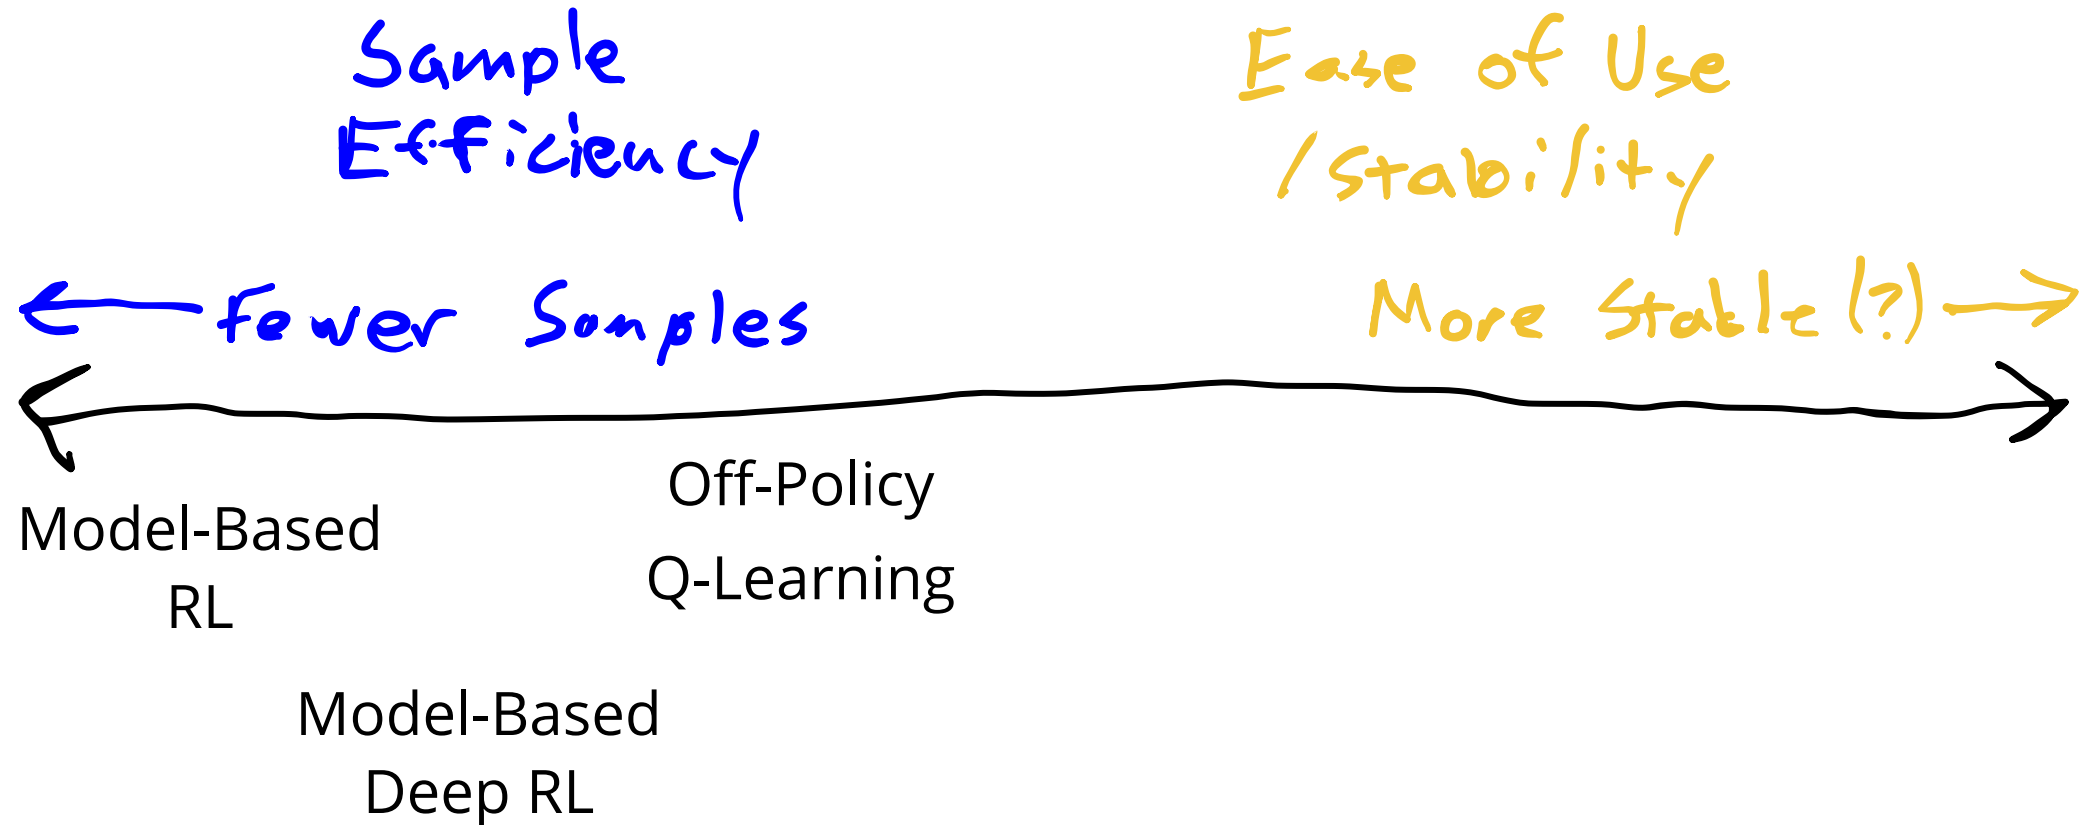 Sample
Efficiency
Ease of Use
/Stability
Fewer Samples
More Stable (?)
Model-Based
RL
Off-Policy
Q-Learning
Model-Based
Deep RL